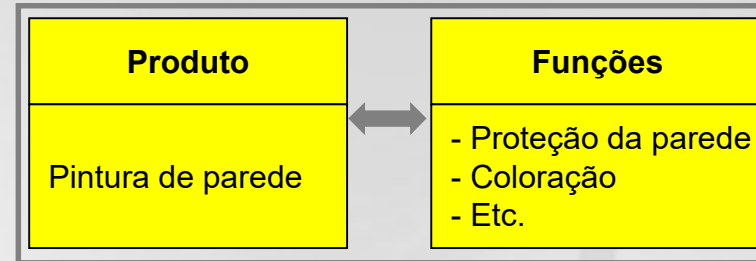 Produto
Pintura de parede
Funções
- Proteção da parede
- Coloração
- Etc.